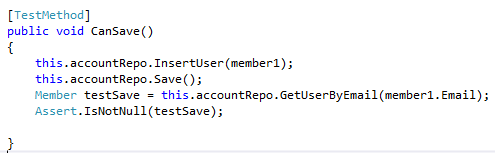 [TestMethod]
public void CanSave()
{
    this.accountRepo.InsertUser(member1);
    this.accountRepo.Save();
    Member testSave = this.accountRepo.GetUserByEmail(member1.Email);
    Assert.IsNotNull(testSave);
}